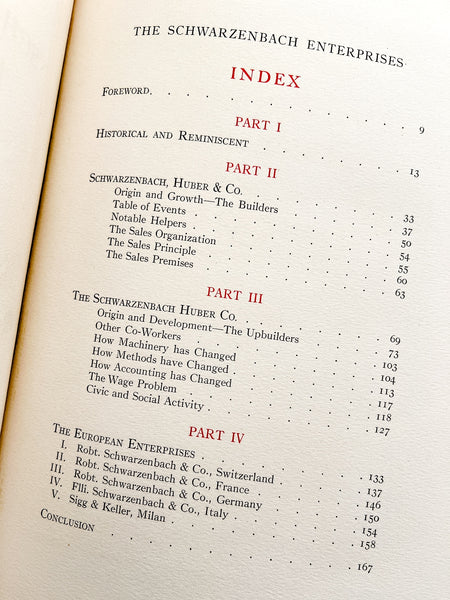 THE SCHWARZENBACH ENTERPRISES
INDEX
FOREWORD. . . . . . . . . . 9
PART I
HISTORICAL AND REMINISCENT . . . . . . 13
PART II
SCHWARZENBACH, HUBER & CO. . . . . . . 33
Origin and Growth—The Builders . . . . . 37
Table of Events . . . . . . . 50
Notable Helpers . . . . . . . 54
The Sales Organization . . . . . . 55
The Sales Principle . . . . . . . 60
The Sales Premises . . . . . . . 63
PART III
THE SCHWARZENBACH HUBER CO. . . . . . 69
Origin and Development—The Upbuilders . . . 73
Other Co-Workers . . . . . . . 103
How Machinery has Changed . . . . . 104
How Methods have Changed . . . . . . 113
How Accounting has Changed . . . . . 117
The Wage Problem . . . . . . . 118
Civic and Social Activity . . . . . . 127
PART IV
THE EUROPEAN ENTERPRISES . . . . . . 133
I. Robt. Schwarzenbach & Co., Switzerland . . . . 137
II. Robt. Schwarzenbach & Co., France . . . . 146
III. Robt. Schwarzenbach & Co., Germany . . . . 150
IV. Flli. Schwarzenbach & Co., Italy . . . . . 154
V. Sigg & Keller, Milan . . . . . . . 158
CONCLUSION . . . . . . . . . 167